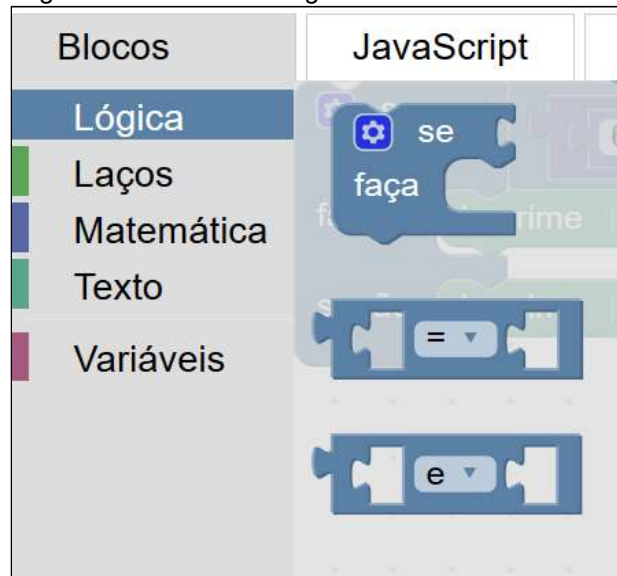 Blocos
JavaScript
Lógica
Laços
Matemática
Texto
Variáveis
se
faça
=
e